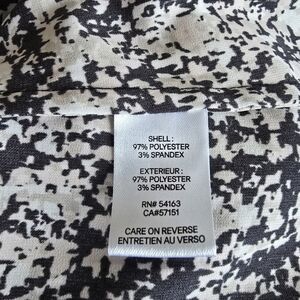 SHELL:
97% POLYESTER
3% SPANDEX
EXTERIEUR:
97% POLYESTER
3% SPANDEX
RN# 54163
CA#57151
CARE ON REVERSE
ENTRETIEN AU VERSO